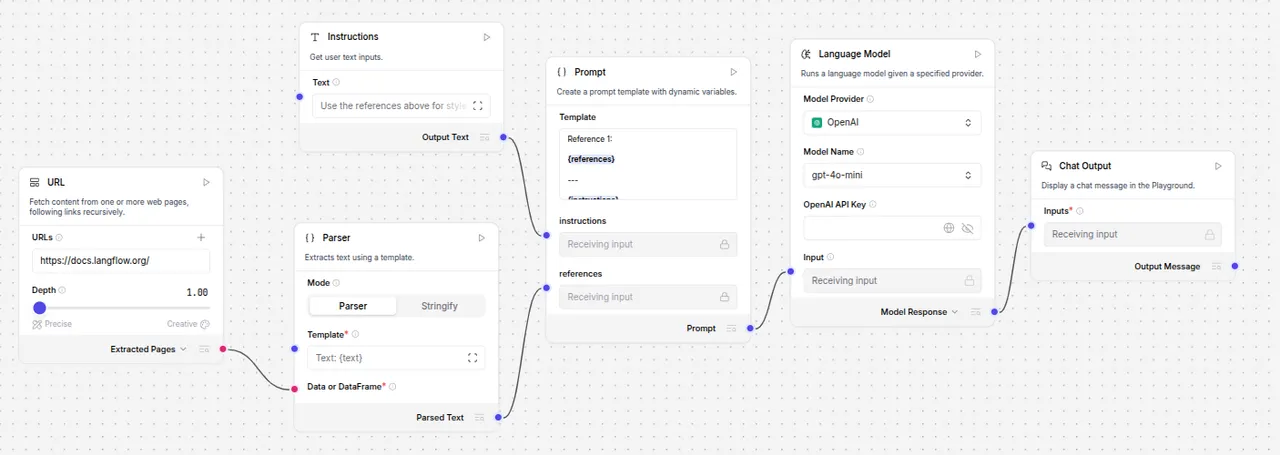 URL
Fetch content from one or more web pages,
following links recursively.
URLs
https://docs.langflow.org/
Depth
1.00
Precise
Creative
Extracted Pages
Instructions
Get user text inputs.
Text
Use the references above for style
Output Text
Parser
Extracts text using a template.
Mode
Parser
Stringify
Template*
Text: {text}
Data or DataFrame*
Parsed Text
Prompt
Create a prompt template with dynamic variables.
Template
Reference 1:
{references}
---
{instructions}
instructions
Receiving input
references
Receiving input
Prompt
Language Model
Runs a language model given a specified provider.
Model Provider
OpenAI
Model Name
gpt-4o-mini
OpenAI API Key
Input
Receiving input
Model Response
Chat Output
Display a chat message in the Playground.
Inputs*
Receiving input
Output Message